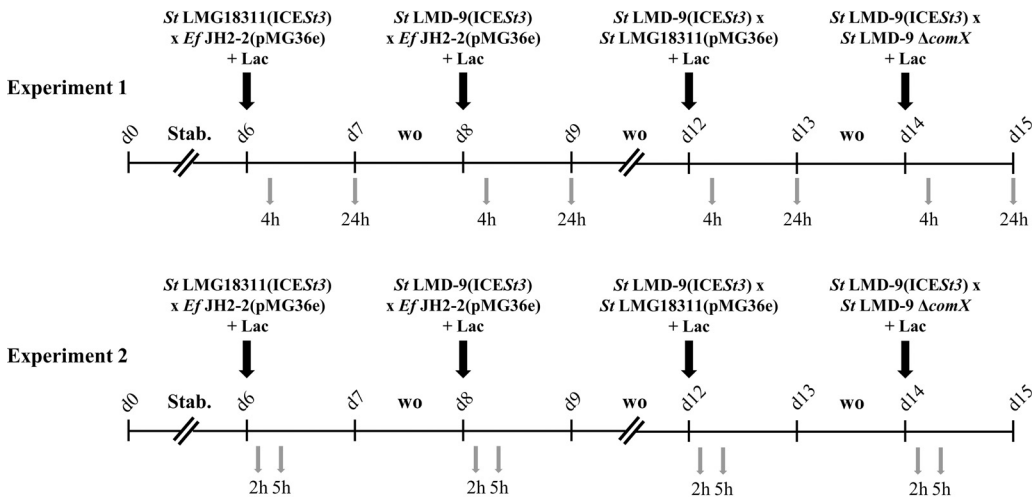 St LMG18311(ICESt3) x Ef JH2-2(pMG36e) + Lac
St LMD-9(ICESt3) x Ef JH2-2(pMG36e) + Lac
St LMD-9(ICESt3) x St LMG18311(pMG36e) + Lac
St LMD-9(ICESt3) x St LMD-9 ΔcomX + Lac
Experiment 1
d0 Stab. d6 d7 wo d8 d9 wo d12 d13 wo d14 d15
4h 24h 4h 24h 4h 24h 4h 24h
St LMG18311(ICESt3) x Ef JH2-2(pMG36e) + Lac
St LMD-9(ICESt3) x Ef JH2-2(pMG36e) + Lac
St LMD-9(ICESt3) x St LMG18311(pMG36e) + Lac
St LMD-9(ICESt3) x St LMD-9 ΔcomX + Lac
Experiment 2
d0 Stab. d6 d7 wo d8 d9 wo d12 d13 wo d14 d15
2h 5h 2h 5h 2h 5h 2h 5h